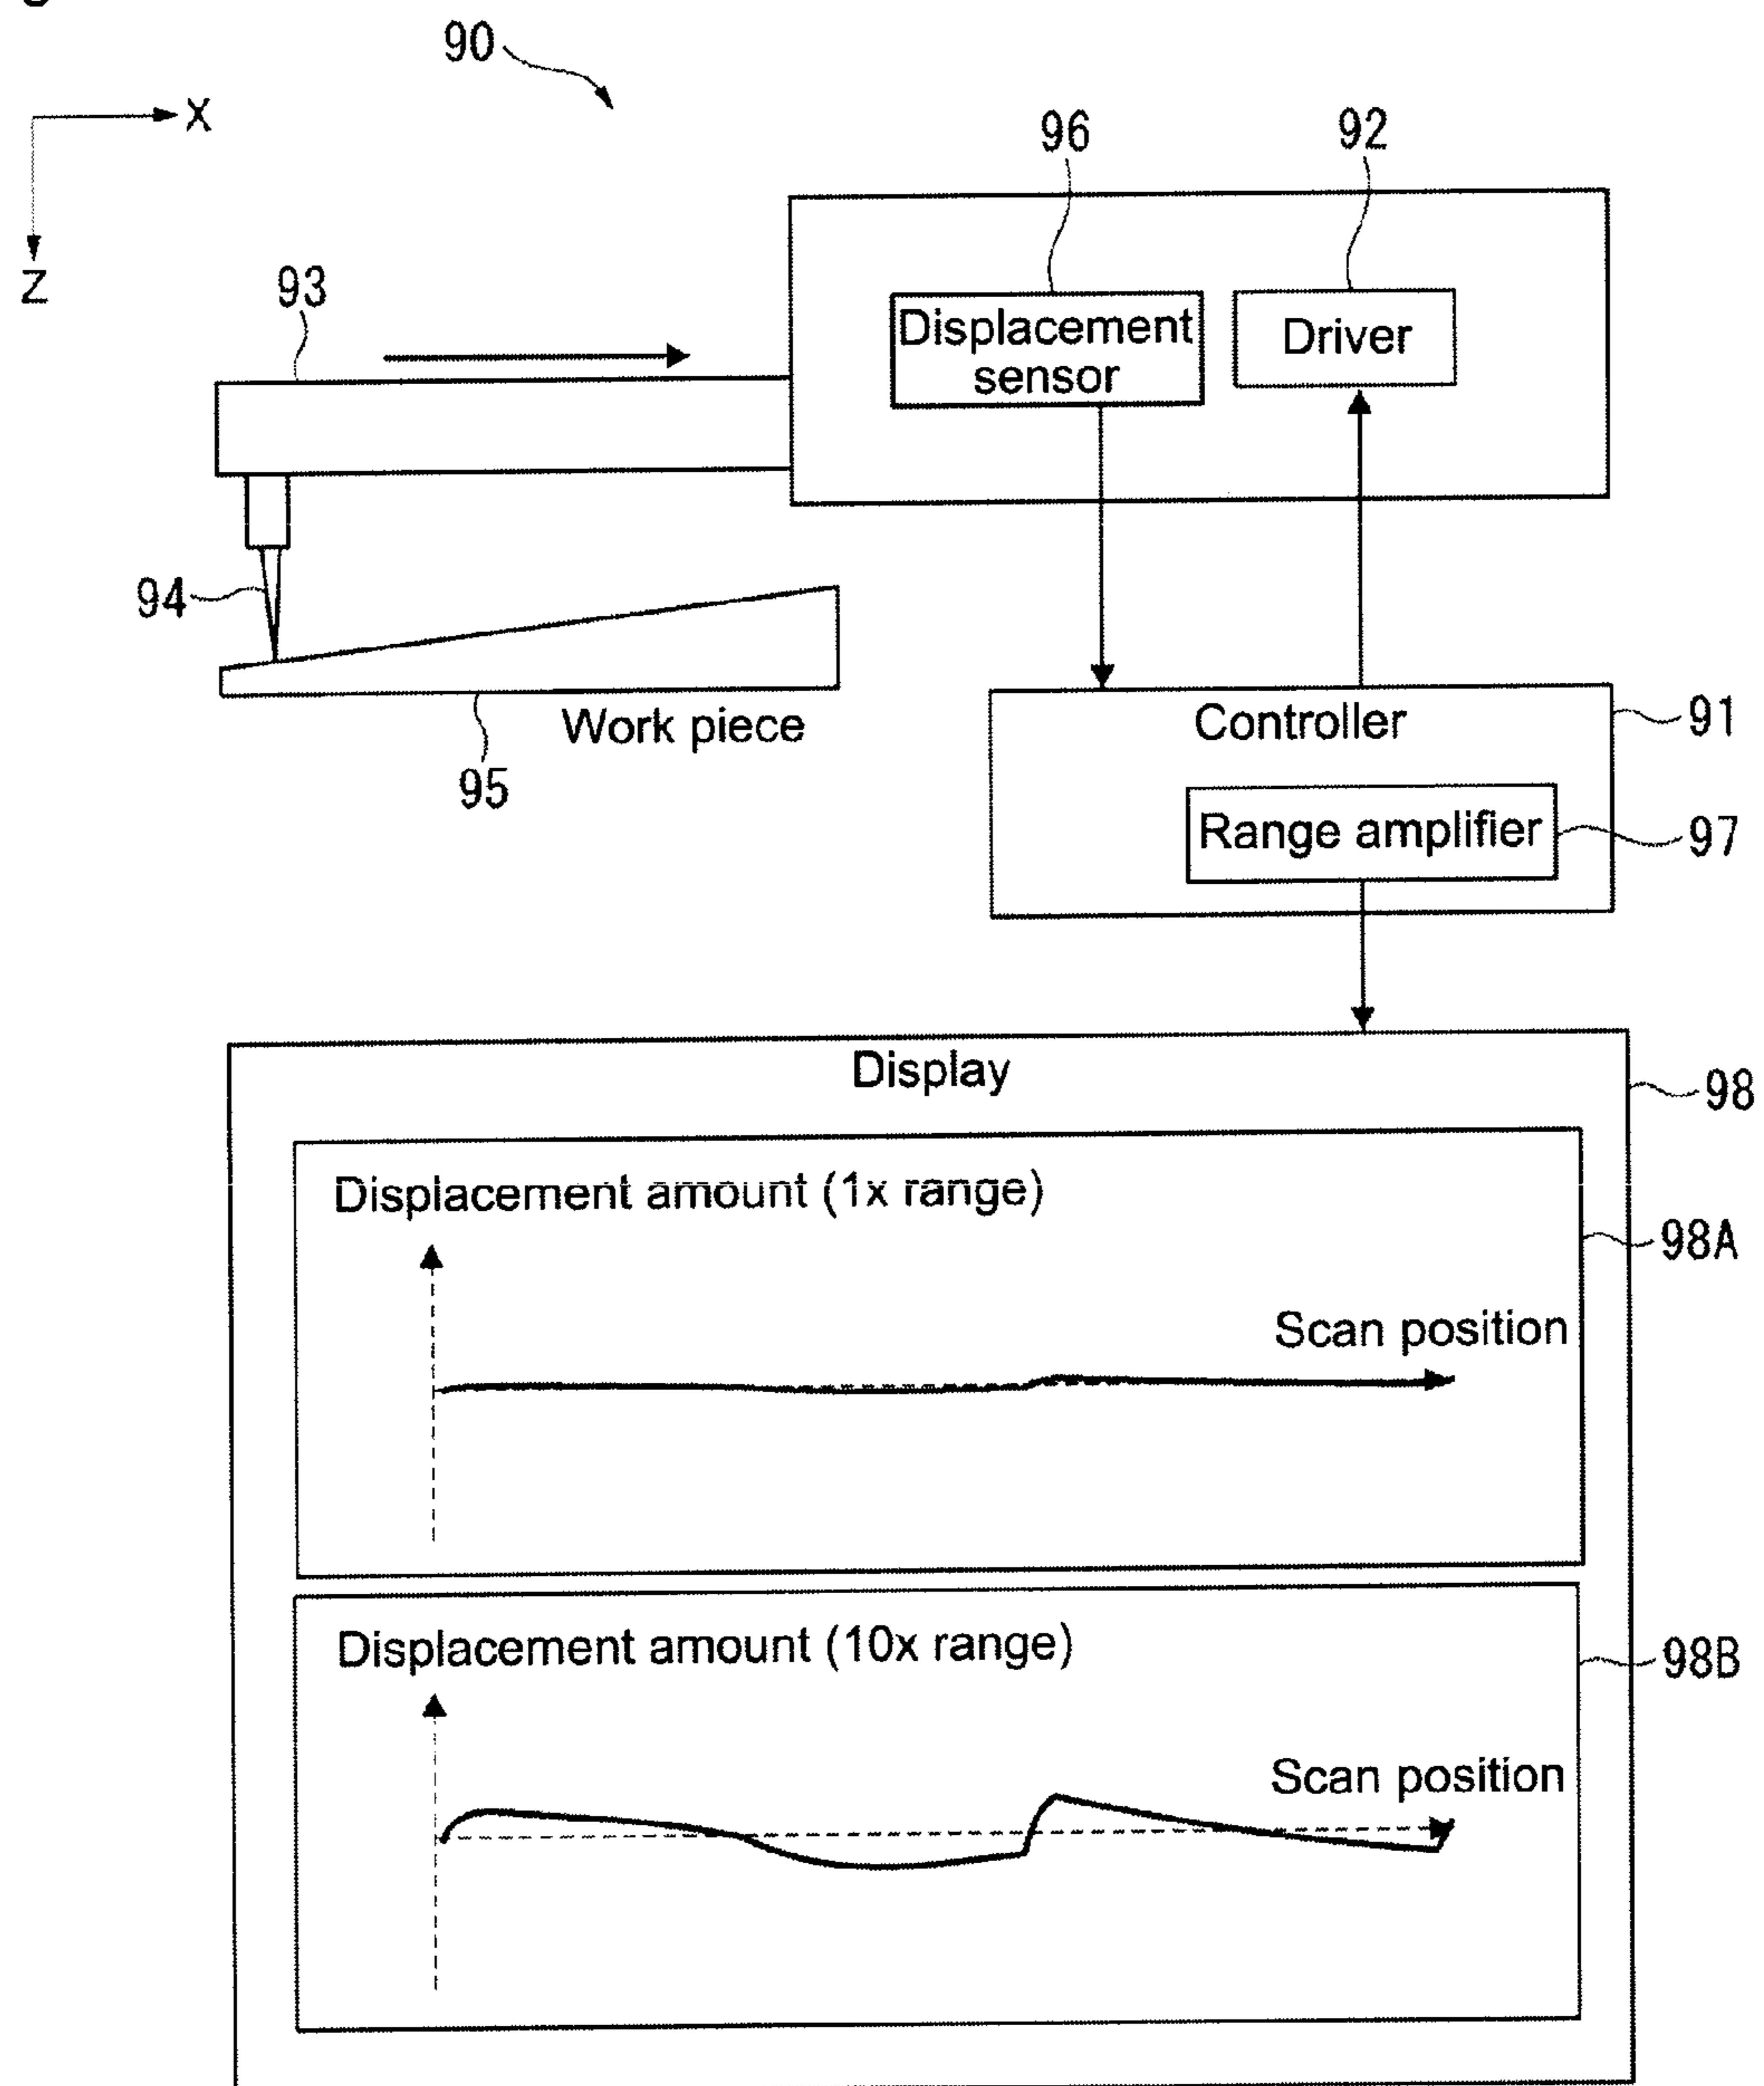 90
X
Z
96
92
93
Displacement
sensor
Driver
94
Work piece
95
Controller
91
Range amplifier
97
Display
98
Displacement amount (1x range)
98A
Scan position
Displacement amount (10x range)
98B
Scan position